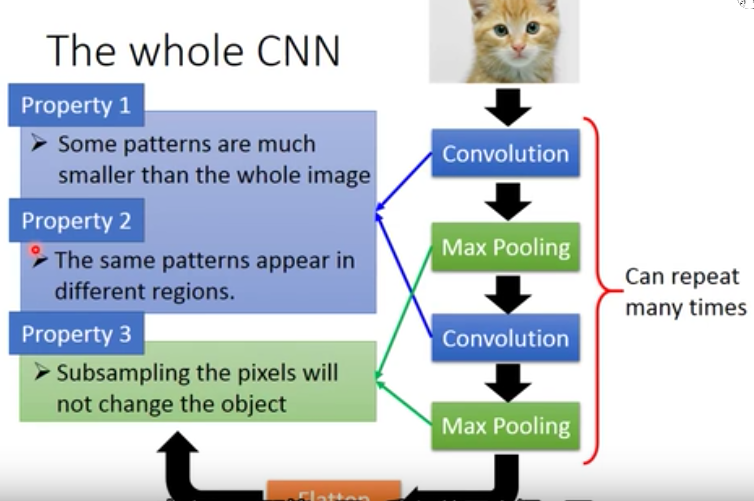 The whole CNN
Property 1
➢ Some patterns are much
smaller than the whole image
Property 2
➢ The same patterns appear in
different regions.
Property 3
➢ Subsampling the pixels will
not change the object
Convolution
Max Pooling
Convolution
Max Pooling
Can repeat
many times
Flatten